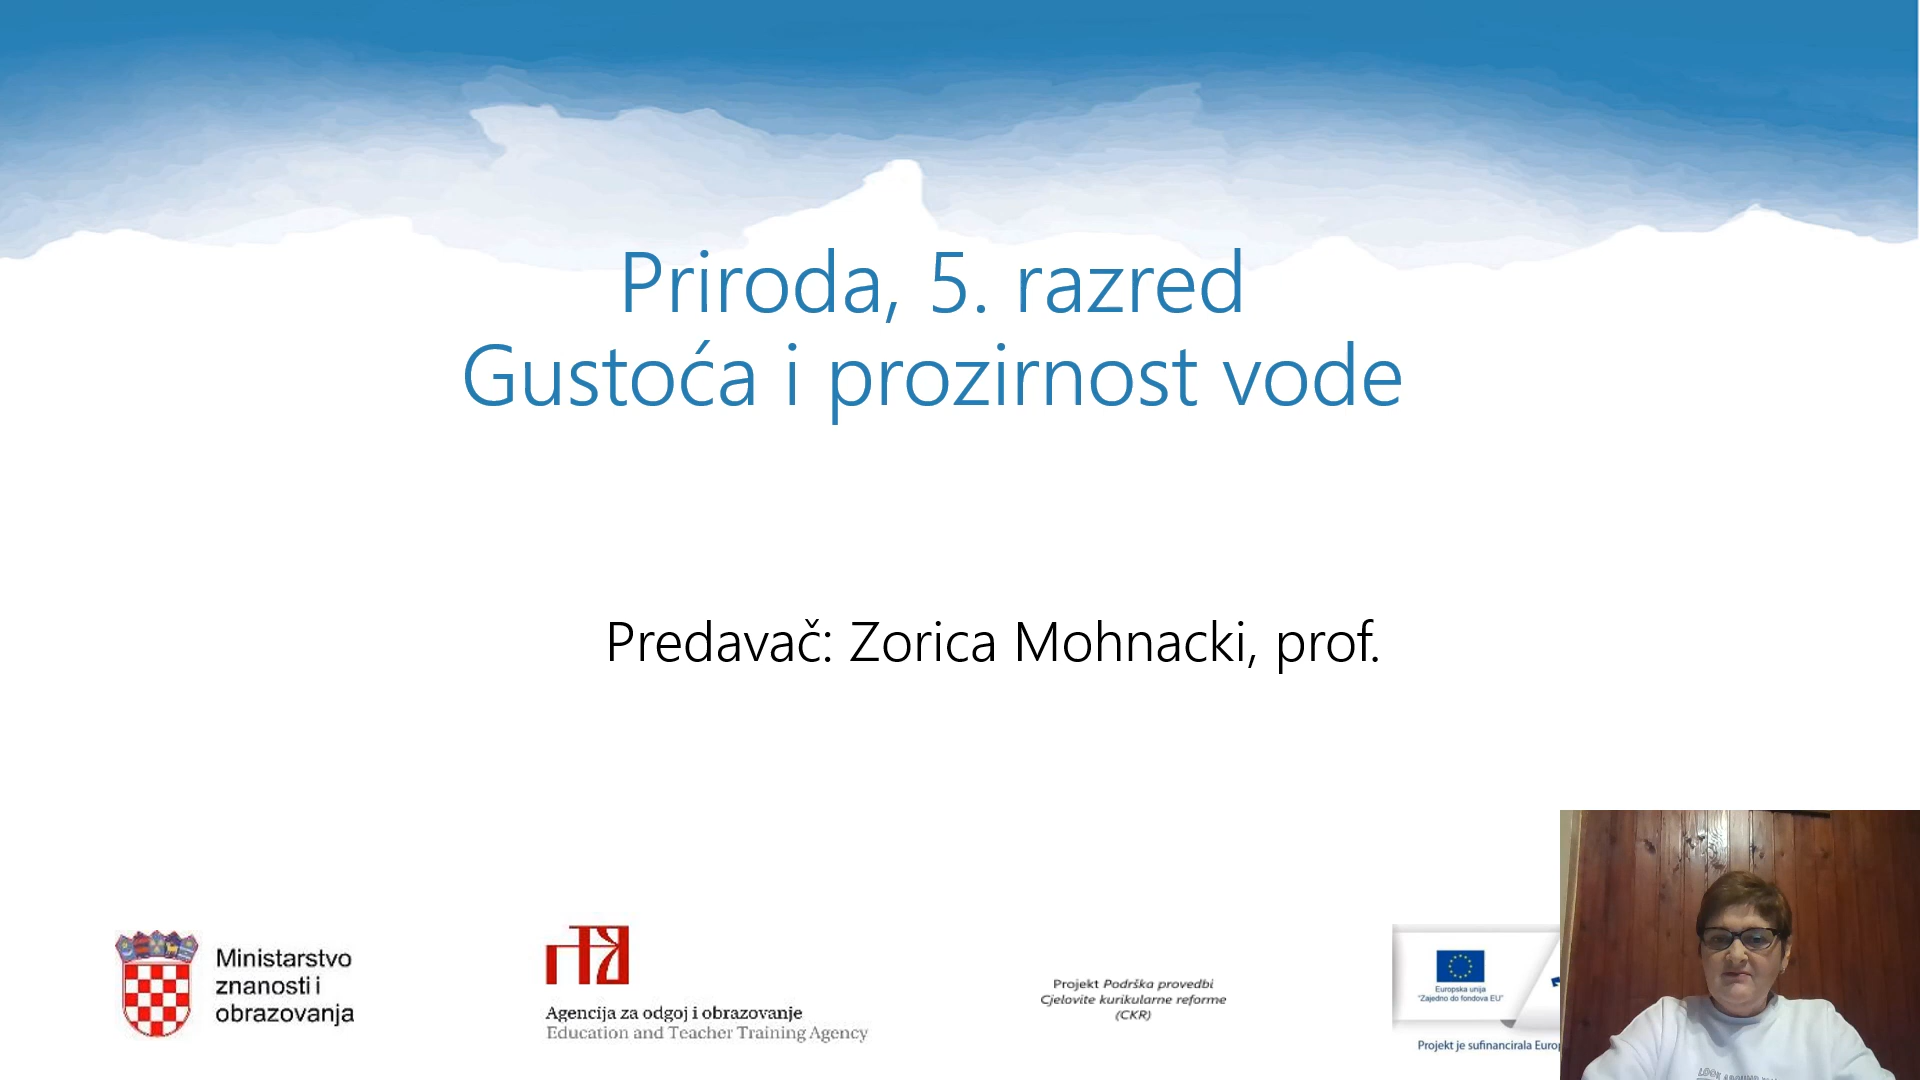 Priroda, 5. razred
Gustoća i prozirnost vode
Predavač: Zorica Mohnacki, prof.
Ministarstvo
znanosti i
obrazovanja
Agencija za odgoj i obrazovanje
Education and Teacher Training Agency
Projekt Podrška provedbi
Cjelovite kurikularne reforme
(CKR)
Europska unija
"Zajedno do fondova EU"
Projekt je sufinancirala
LOOK AROUND